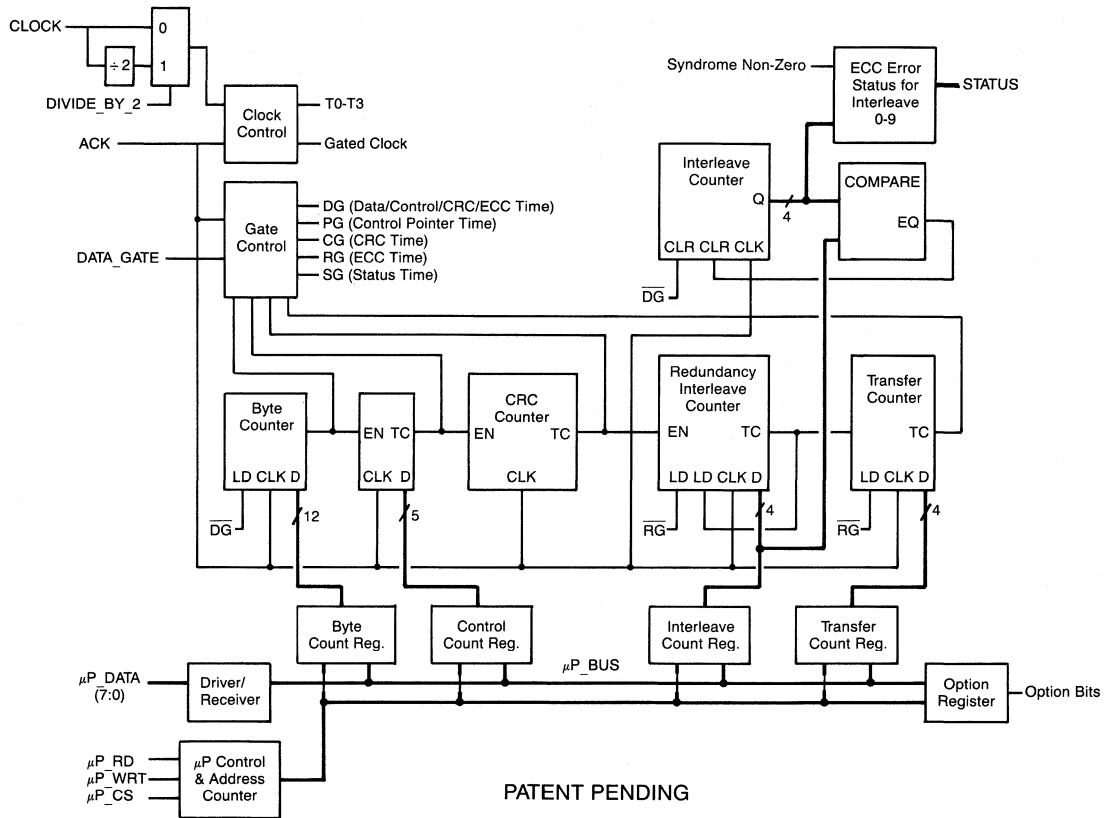 CLOCK
0
÷2
1
DIVIDE_BY_2
ACK
Clock
Control
T0-T3
Gated Clock
Syndrome Non-Zero
ECC Error
Status for
Interleave
0-9
STATUS
Interleave
Counter
Q
4
CLR CLR CLK
DG
COMPARE
EQ
DATA_GATE
Gate
Control
DG (Data/Control/CRC/ECC Time)
PG (Control Pointer Time)
CG (CRC Time)
RG (ECC Time)
SG (Status Time)
Byte
Counter
LD CLK D
DG
12
EN TC
CLK D
5
CRC
Counter
EN TC
CLK
Redundancy
Interleave
Counter
EN TC
LD LD CLK D
RG
4
Transfer
Counter
TC
LD CLK D
RG
4
Byte
Count Reg.
Control
Count Reg.
Interleave
Count Reg.
Transfer
Count Reg.
μP_DATA
(7:0)
Driver/
Receiver
μP_BUS
Option
Register
Option Bits
μP_RD
μP_WRT
μP_CS
μP Control
& Address
Counter
PATENT PENDING